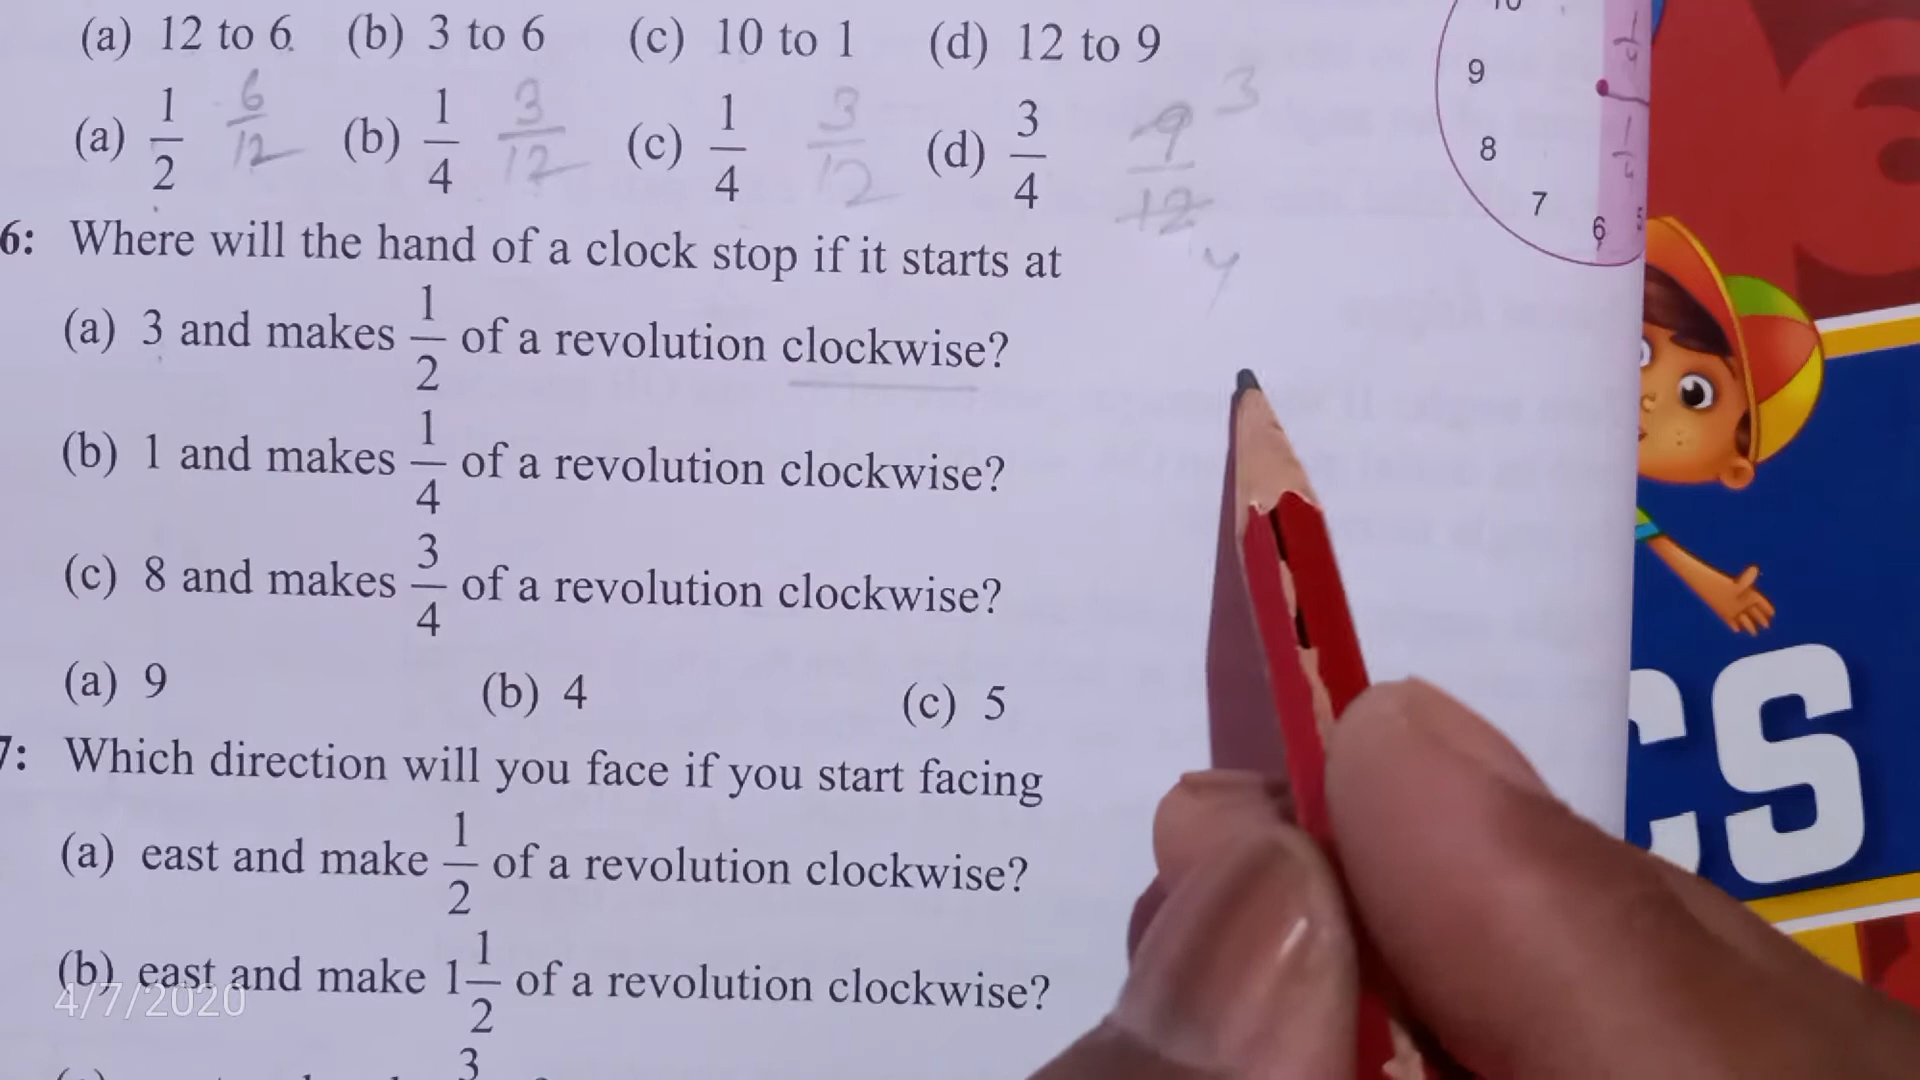 (a) 12 to 6 (b) 3 to 6 (c) 10 to 1 (d) 12 to 9
(a) 1/2 6/12 (b) 1/4 3/12 (c) 1/4 3/12 (d) 3/4 9/12 3 4
6: Where will the hand of a clock stop if it starts at
(a) 3 and makes 1/2 of a revolution clockwise?
(b) 1 and makes 1/4 of a revolution clockwise?
(c) 8 and makes 3/4 of a revolution clockwise?
(a) 9 (b) 4 (c) 5
7: Which direction will you face if you start facing
(a) east and make 1/2 of a revolution clockwise?
(b) east and make 1 1/2 of a revolution clockwise?
3
4/7/2020
10
9
8
7
6
5
CS